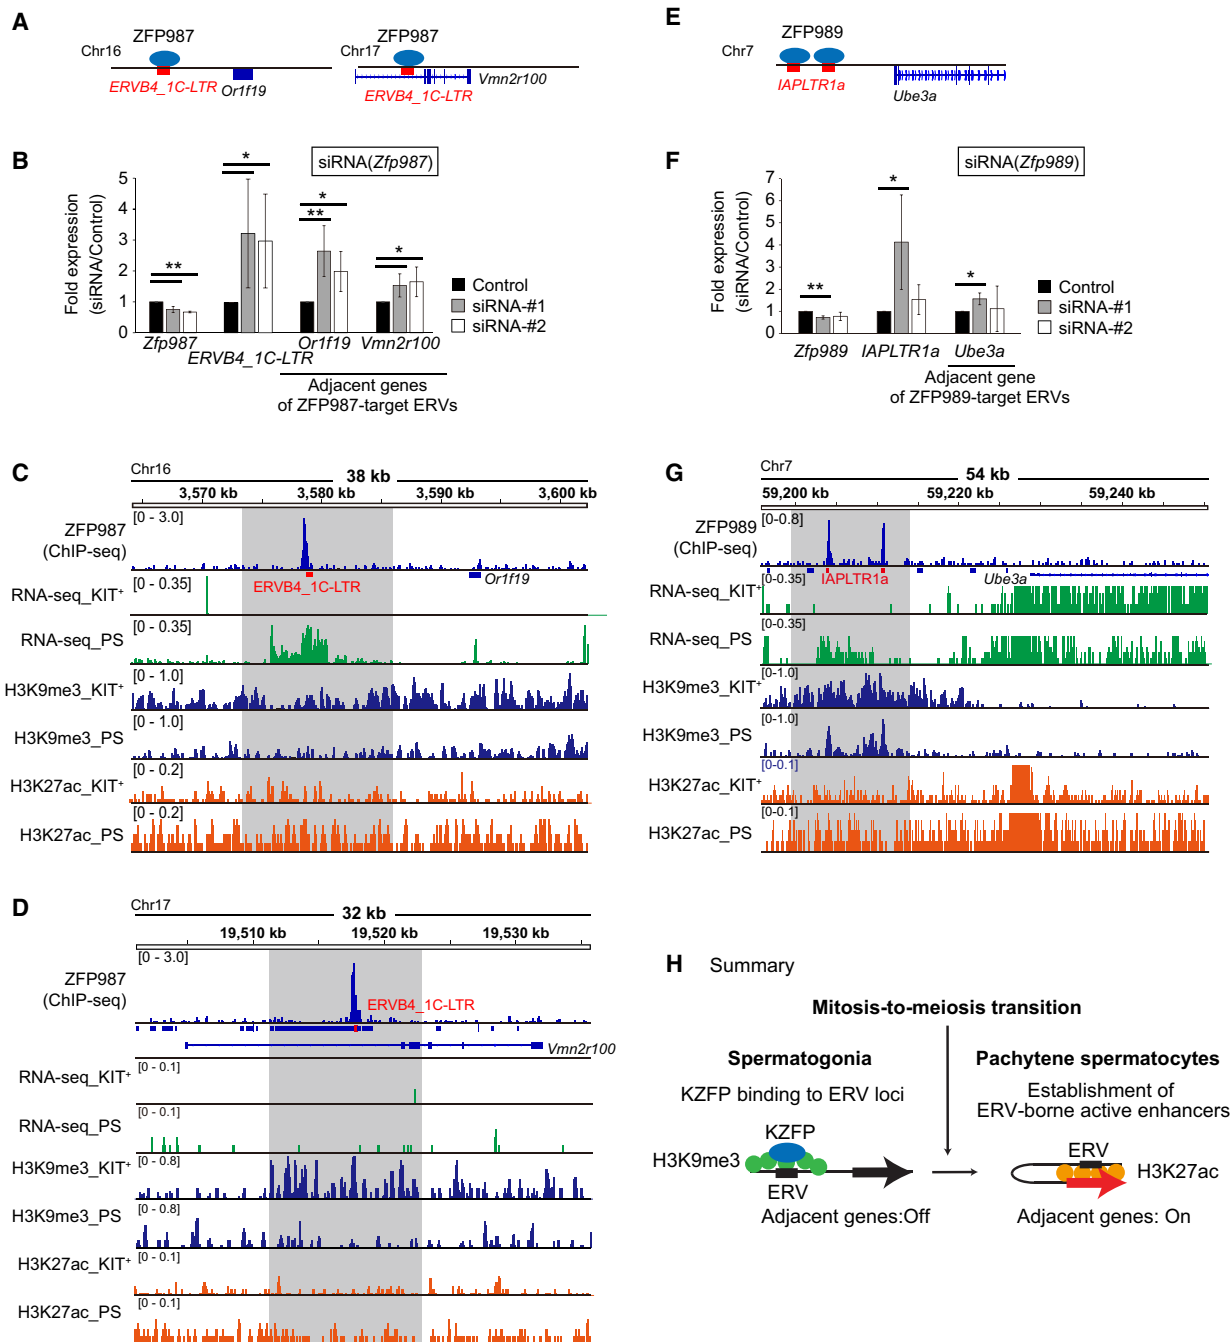 A
ZFP987
Chr16
ERVB4_1C-LTR
Or1f19
ZFP987
Chr17
Vmn2r100
ERVB4_1C-LTR
B
siRNA(Zfp987)
Fold expression
(siRNA/Control)
5
4
3
2
1
0
**
*
**
*
*
Zfp987
ERVB4_1C-LTR
Or1f19
Vmn2r100
Control
siRNA-#1
siRNA-#2
Adjacent genes
of ZFP987-target ERVs
C
Chr16
38 kb
3,570 kb
3,580 kb
3,590 kb
3,600 kb
ZFP987
(ChIP-seq)
[0 - 3.0]
ERVB4_1C-LTR
Or1f19
RNA-seq_KIT+
[0 - 0.35]
RNA-seq_PS
[0 - 0.35]
H3K9me3_KIT+
[0 - 1.0]
H3K9me3_PS
[0 - 1.0]
H3K27ac_KIT+
[0 - 0.2]
H3K27ac_PS
[0 - 0.2]
D
Chr17
32 kb
19,510 kb
19,520 kb
19,530 kb
ZFP987
(ChIP-seq)
[0 - 3.0]
ERVB4_1C-LTR
Vmn2r100
RNA-seq_KIT+
[0 - 0.1]
RNA-seq_PS
[0 - 0.1]
H3K9me3_KIT+
[0 - 0.8]
H3K9me3_PS
[0 - 0.8]
H3K27ac_KIT+
[0 - 0.1]
H3K27ac_PS
[0 - 0.1]
E
ZFP989
Chr7
IAPLTR1a
Ube3a
F
siRNA(Zfp989)
Fold expression
(siRNA/Control)
7
6
5
4
2
2
1
0
**
*
*
Zfp989
IAPLTR1a
Ube3a
Control
siRNA-#1
siRNA-#2
Adjacent gene
of ZFP989-target ERVs
G
Chr7
54 kb
59,200 kb
59,220 kb
59,240 kb
ZFP989
(ChIP-seq)
[0-0.8]
IAPLTR1a
Ube3a
RNA-seq_KIT+
[0-0.35]
RNA-seq_PS
[0-0.35]
H3K9me3_KIT+
[0-1.0]
H3K9me3_PS
[0-1.0]
H3K27ac_KIT+
[0-0.1]
H3K27ac_PS
[0-0.1]
H
Summary
Mitosis-to-meiosis transition
Spermatogonia
KZFP binding to ERV loci
KZFP
H3K9me3
ERV
Adjacent genes:Off
Pachytene spermatocytes
Establishment of
ERV-borne active enhancers
ERV
H3K27ac
Adjacent genes: On